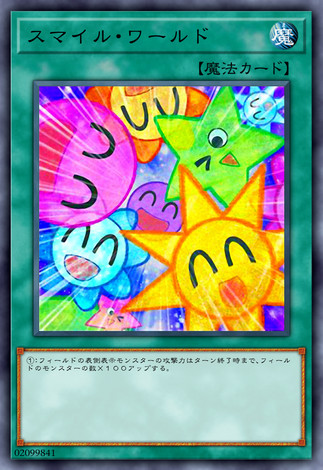 スマイル・ワールド
魔
【魔法カード】
①:フィールドの表側表※モンスターの攻撃力はターン終了時まで、フィール
ドのモンスターの数×１００アップする。
02099841